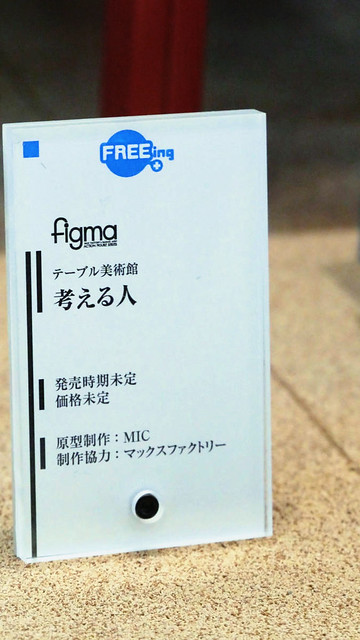 FREEing
figma
テーブル美術館
考える人
発売時期未定
価格未定
原型制作：MIC
制作協力：マックスファクトリー